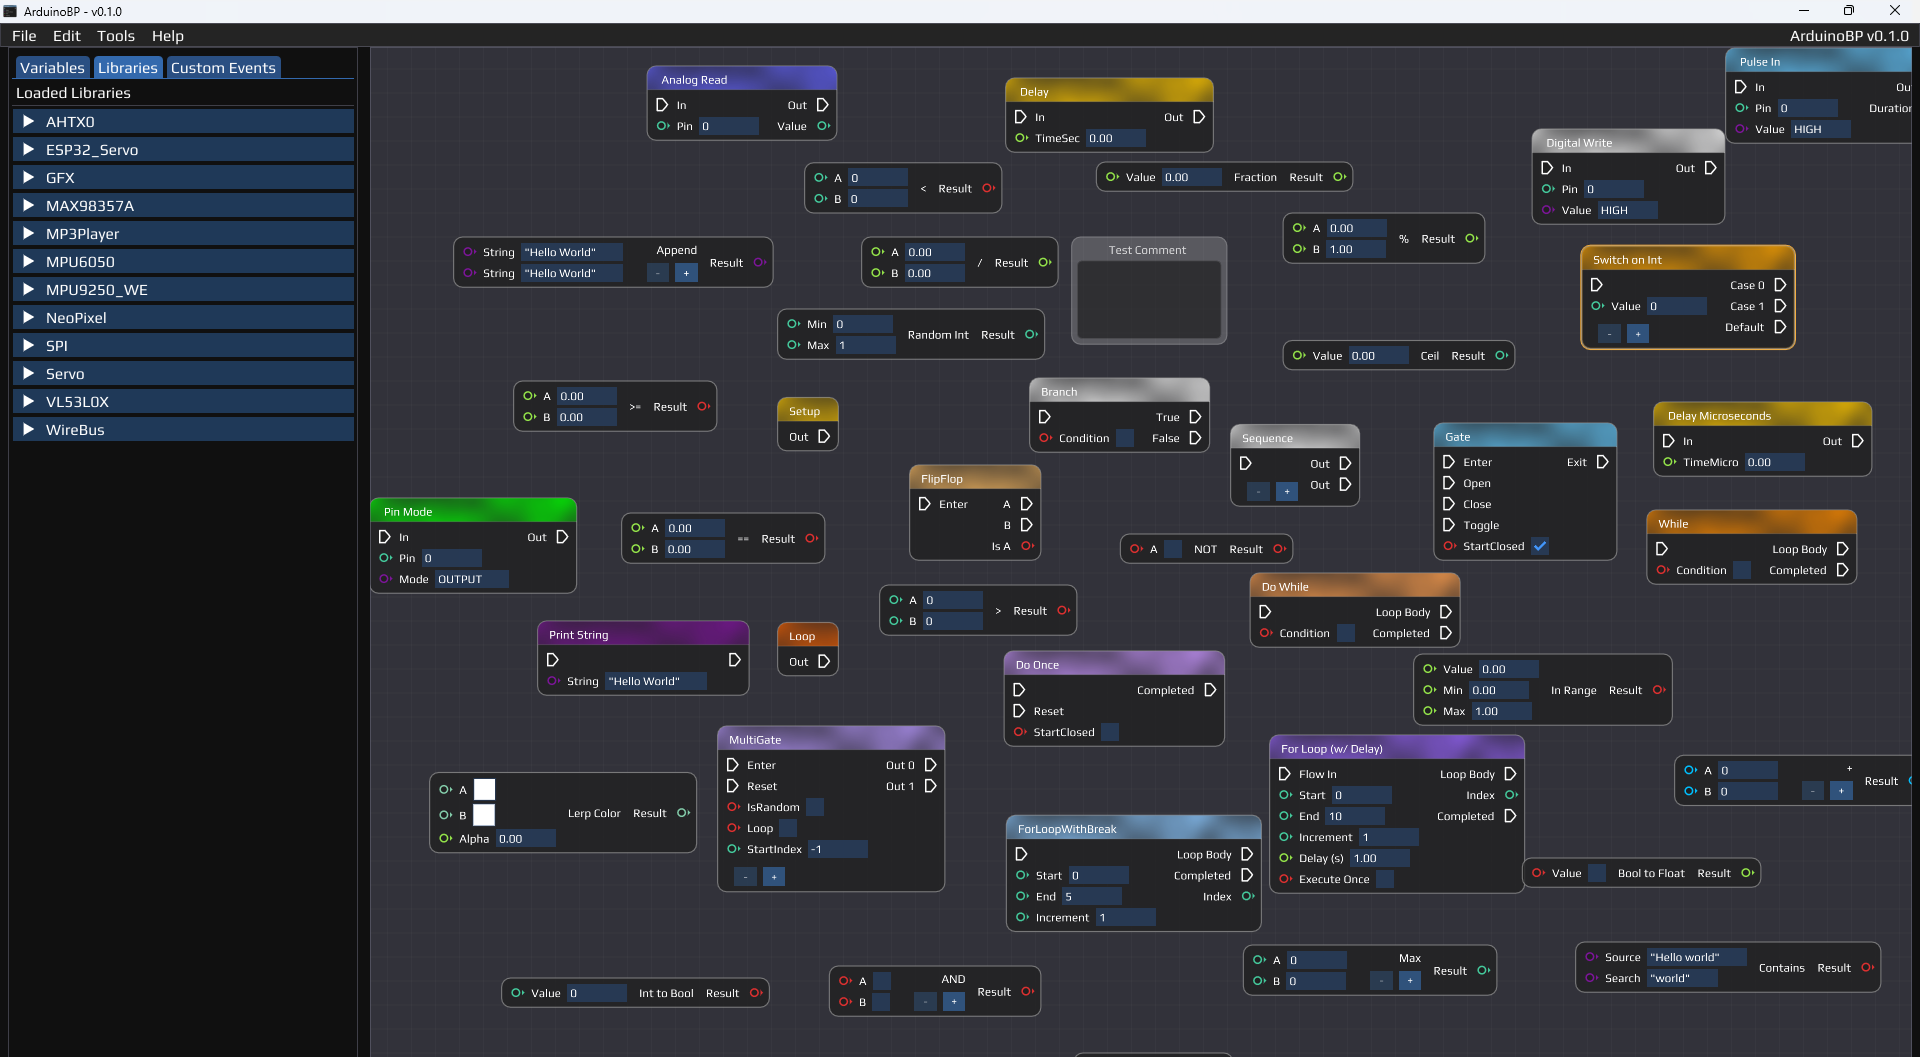 ArduinoBP - v0.1.0
File Edit Tools Help
ArduinoBP v0.1.0
Variables Libraries Custom Events
Loaded Libraries
AHTX0
ESP32_Servo
GFX
MAX98357A
MP3Player
MPU6050
MPU9250_WE
NeoPixel
SPI
Servo
VL53L0X
WireBus
Analog Read
In Out
Pin 0 Value
Delay
In Out
TimeSec 0.00
Pulse In
In Ou
Pin 0 Duration
Value HIGH
Digital Write
In Out
Pin 0
Value HIGH
A 0
B 0
< Result
Value 0.00 Fraction Result
A 0.00
B 1.00
% Result
String "Hello World"
String "Hello World"
Append
- +
Result
A 0.00
B 0.00
/ Result
Test Comment
Switch on Int
Case 0
Value 0 Case 1
- + Default
Min 0
Max 1
Random Int Result
Value 0.00 Ceil Result
A 0.00
B 0.00
>= Result
Setup
Out
Branch
True
Condition False
Sequence
Out
- + Out
Gate
Enter Exit
Open
Close
Toggle
StartClosed
Delay Microseconds
In Out
TimeMicro 0.00
FlipFlop
Enter A
B
Is A
Pin Mode
In Out
Pin 0
Mode OUTPUT
A 0.00
B 0.00
== Result
A NOT Result
While
Loop Body
Condition Completed
A 0
B 0
> Result
Do While
Loop Body
Condition Completed
Print String
String "Hello World"
Loop
Out
Do Once
Completed
Reset
StartClosed
Value 0.00
Min 0.00
Max 1.00
In Range Result
MultiGate
Enter Out 0
Reset Out 1
IsRandom
Loop
StartIndex -1
- +
For Loop (w/ Delay)
Flow In Loop Body
Start 0 Index
End 10 Completed
Increment 1
Delay (s) 1.00
Execute Once
A 0
B 0
+
- +
Result
A
B
Alpha 0.00
Lerp Color Result
ForLoopWithBreak
Loop Body
Start 0 Completed
End 5 Index
Increment 1
Value Bool to Float Result
Value 0 Int to Bool Result
A
B
AND
- +
Result
A 0
B 0
Max
- +
Result
Source "Hello world"
Search "world"
Contains Result